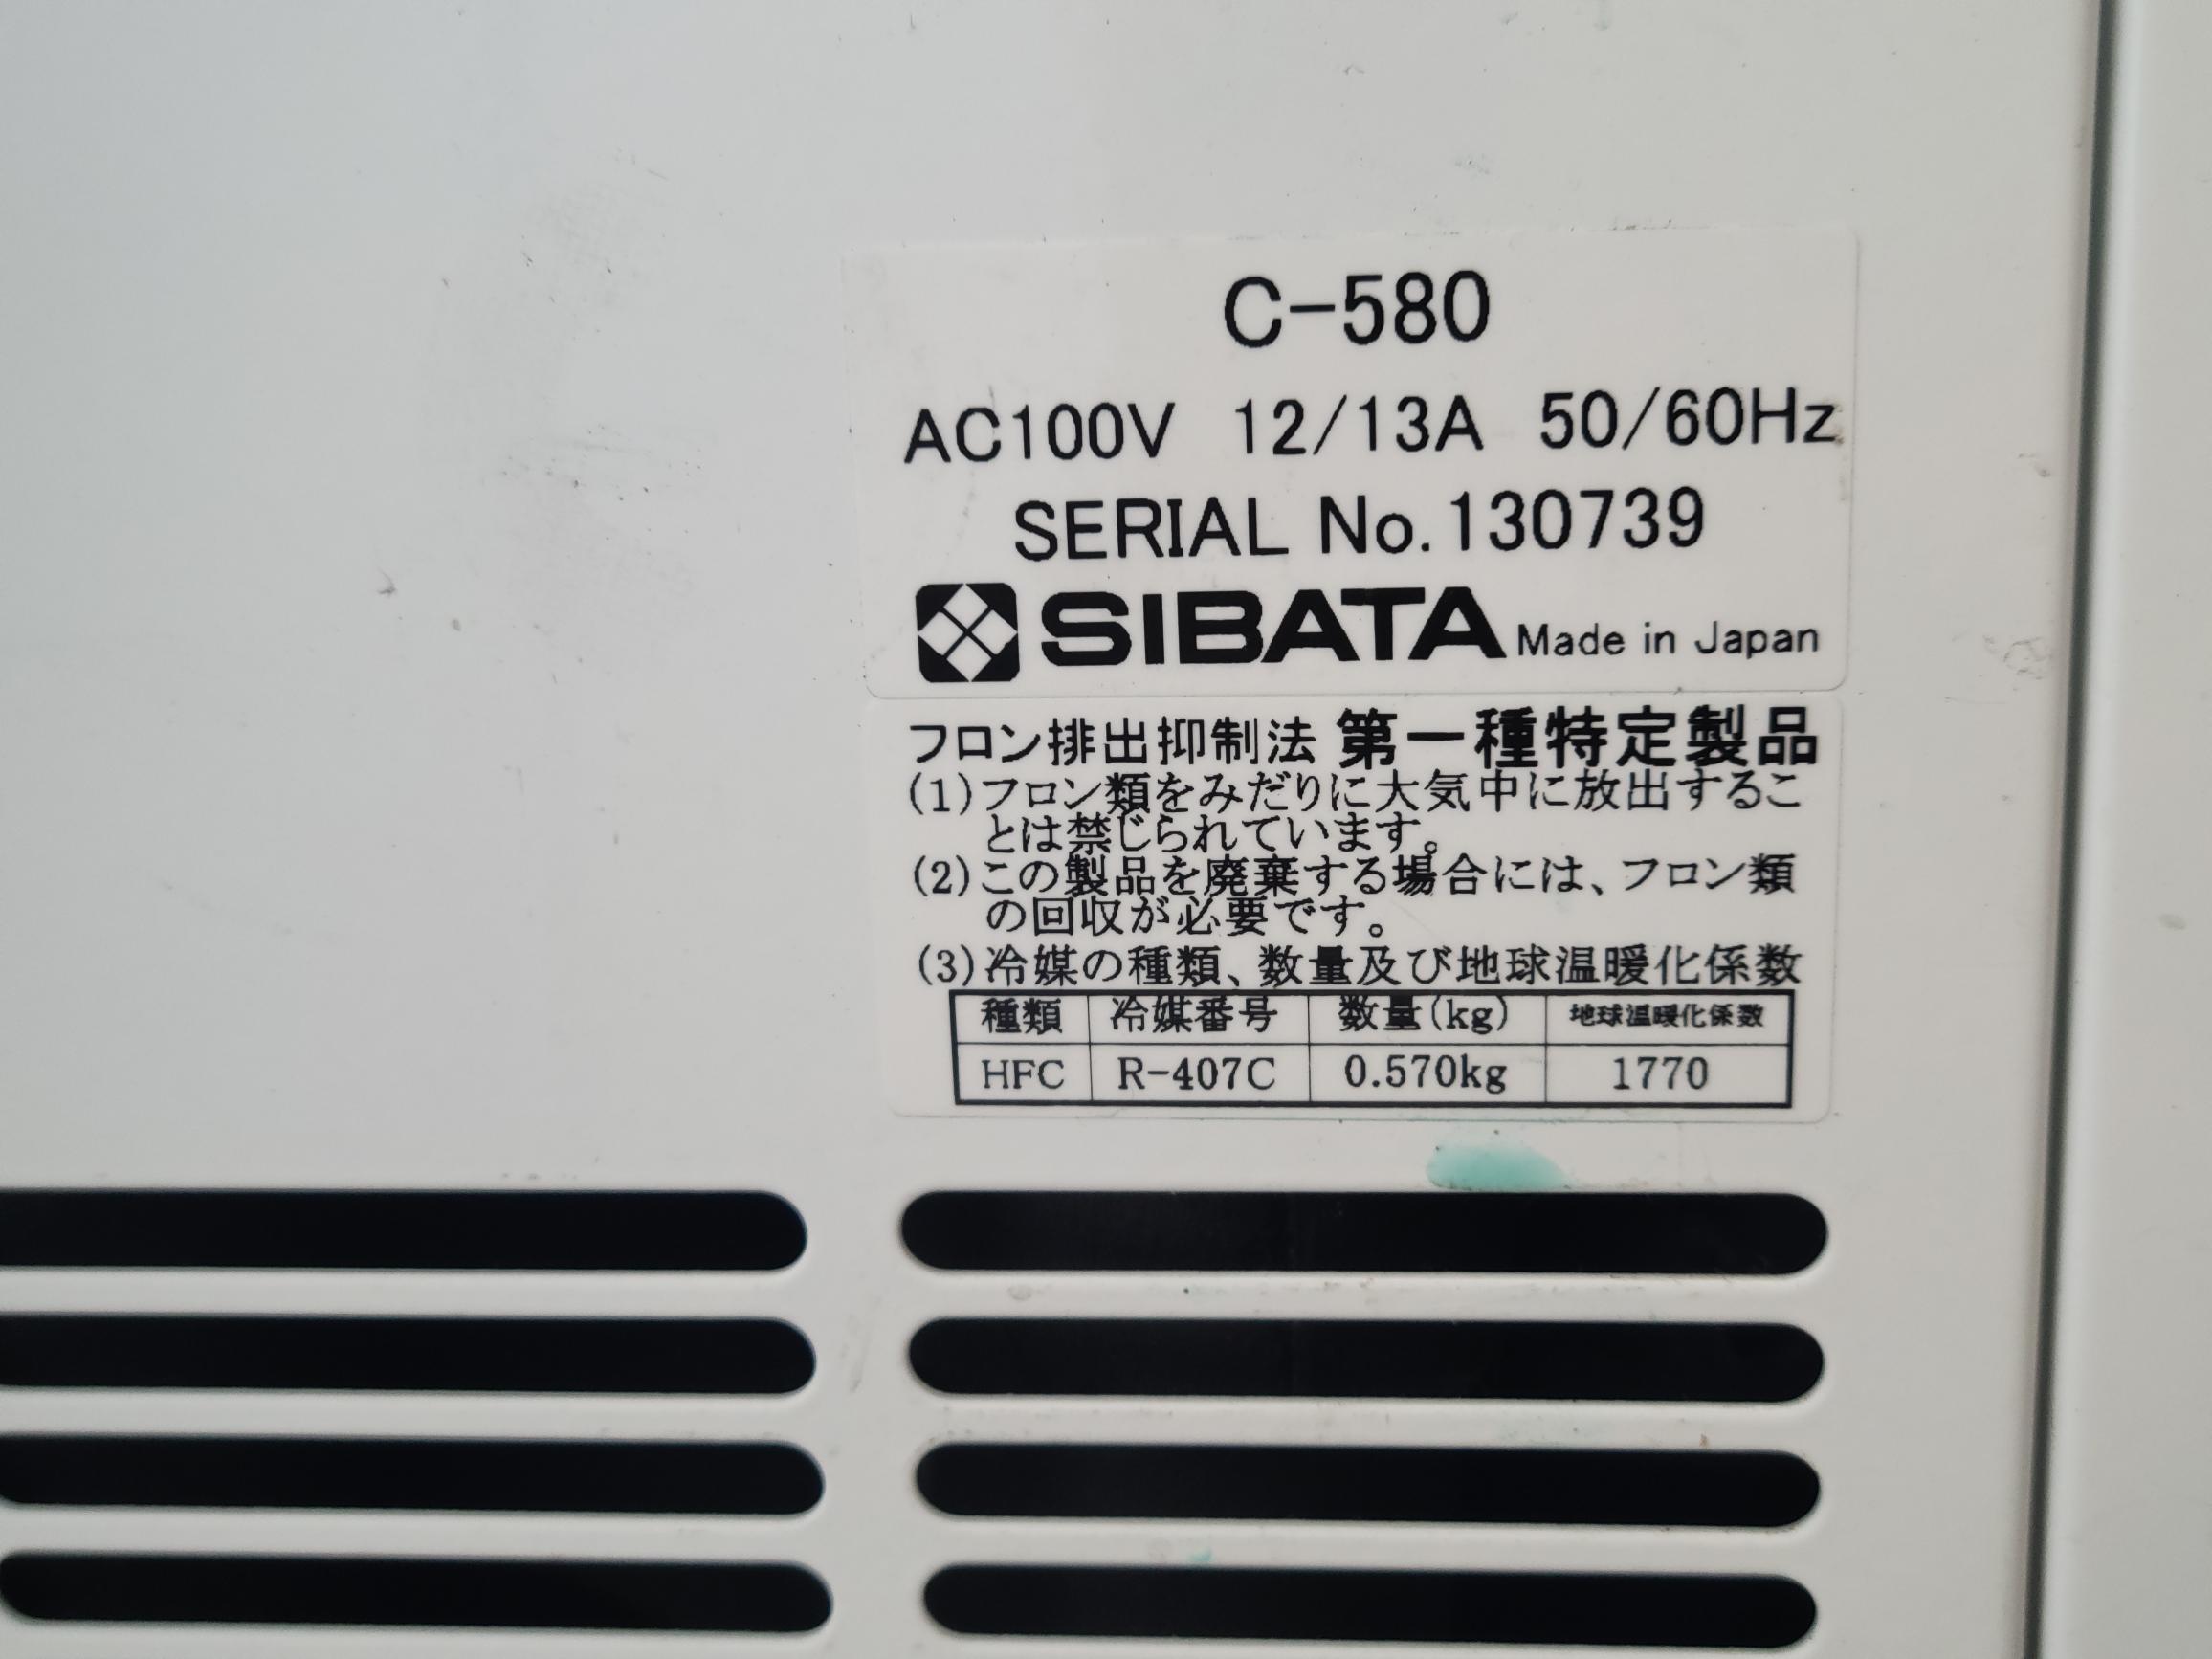 C-580
AC100V 12/13A 50/60Hz
SERIAL No.130739
SIBATA Made in Japan
フロン排出抑制法 第一種特定製品
(1)フロン類をみだりに大気中に放出するこ
とは禁じられています。
(2)この製品を廃棄する場合には、フロン類
の回収が必要です。
(3)冷媒の種類、数量及び地球温暖化係数
種類 冷媒番号 数量(kg) 地球温暖化係数
HFC R-407C 0.570kg 1770